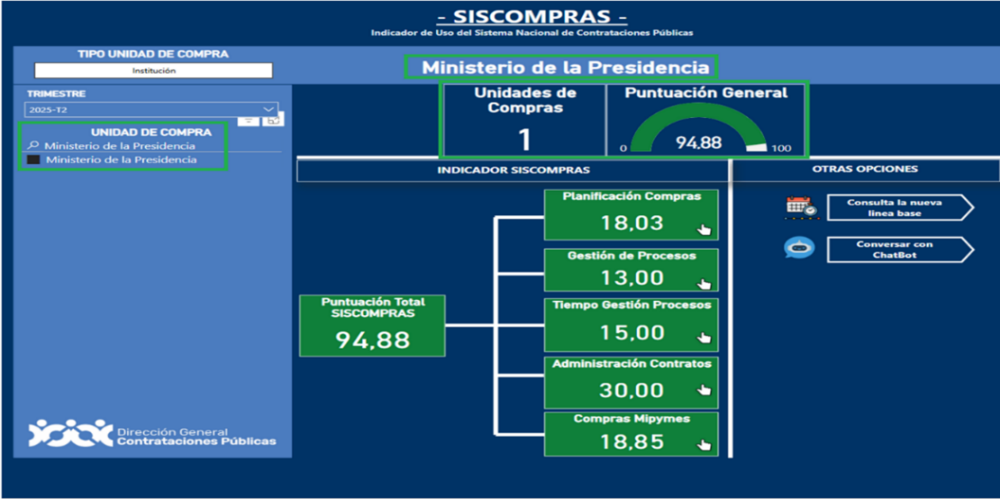 - SISCOMPRAS -
Indicador de Uso del Sistema Nacional de Contrataciones Públicas
TIPO UNIDAD DE COMPRA
Institución
Ministerio de la Presidencia
TRIMESTRE
2025-T2
UNIDAD DE COMPRA
Ministerio de la Presidencia
Ministerio de la Presidencia
Unidades de
Compras
1
Puntuación General
94.88
0
100
INDICADOR SISCOMPRAS
OTRAS OPCIONES
Puntuación Total
SISCOMPRAS
94,88
Planificación Compras
18,03
Gestión de Procesos
13,00
Tiempo Gestión Procesos
15,00
Administración Contratos
30,00
Compras Mipymes
18,85
Consulta la nueva
linea base
Conversar con
ChatBot
Dirección General
Contrataciones Públicas